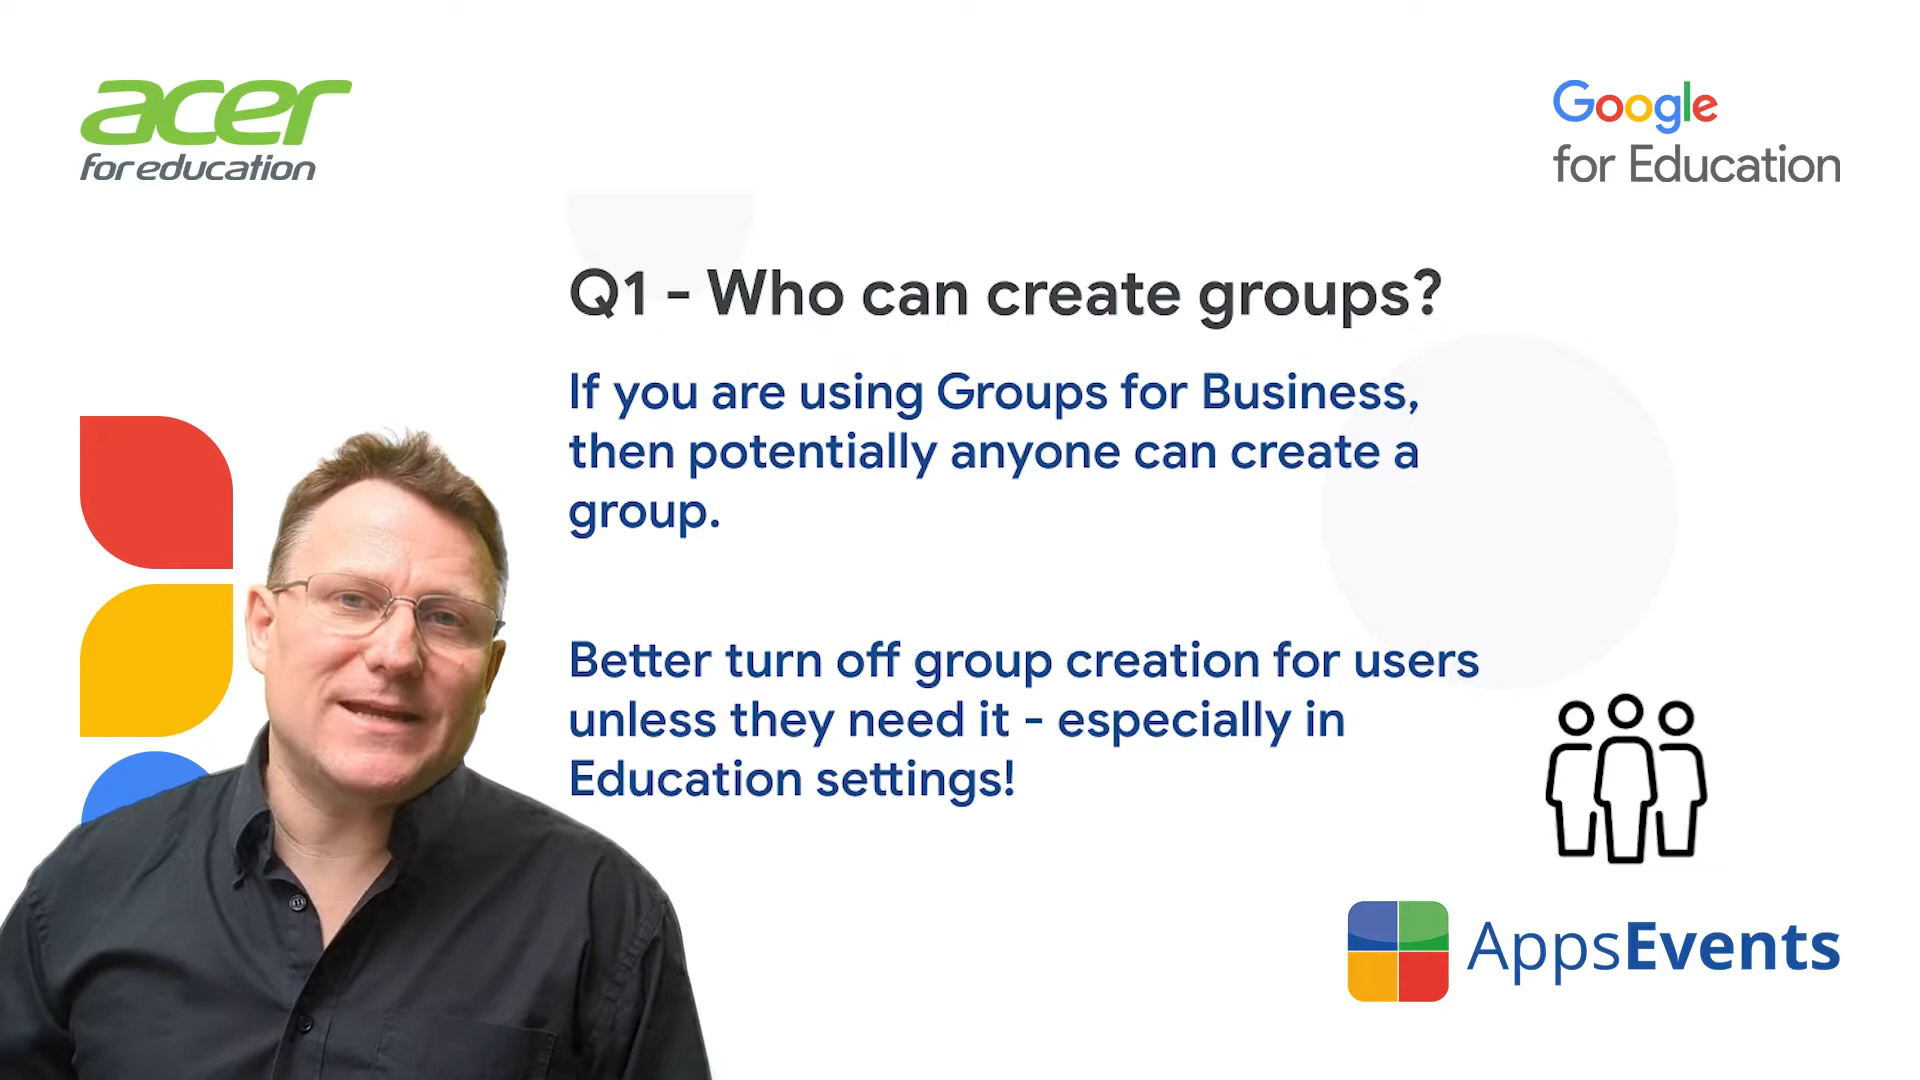 acer
for education
Google
for Education
Q1 - Who can create groups?
If you are using Groups for Business,
then potentially anyone can create a
group.
Better turn off group creation for users
unless they need it - especially in
Education settings!
AppsEvents